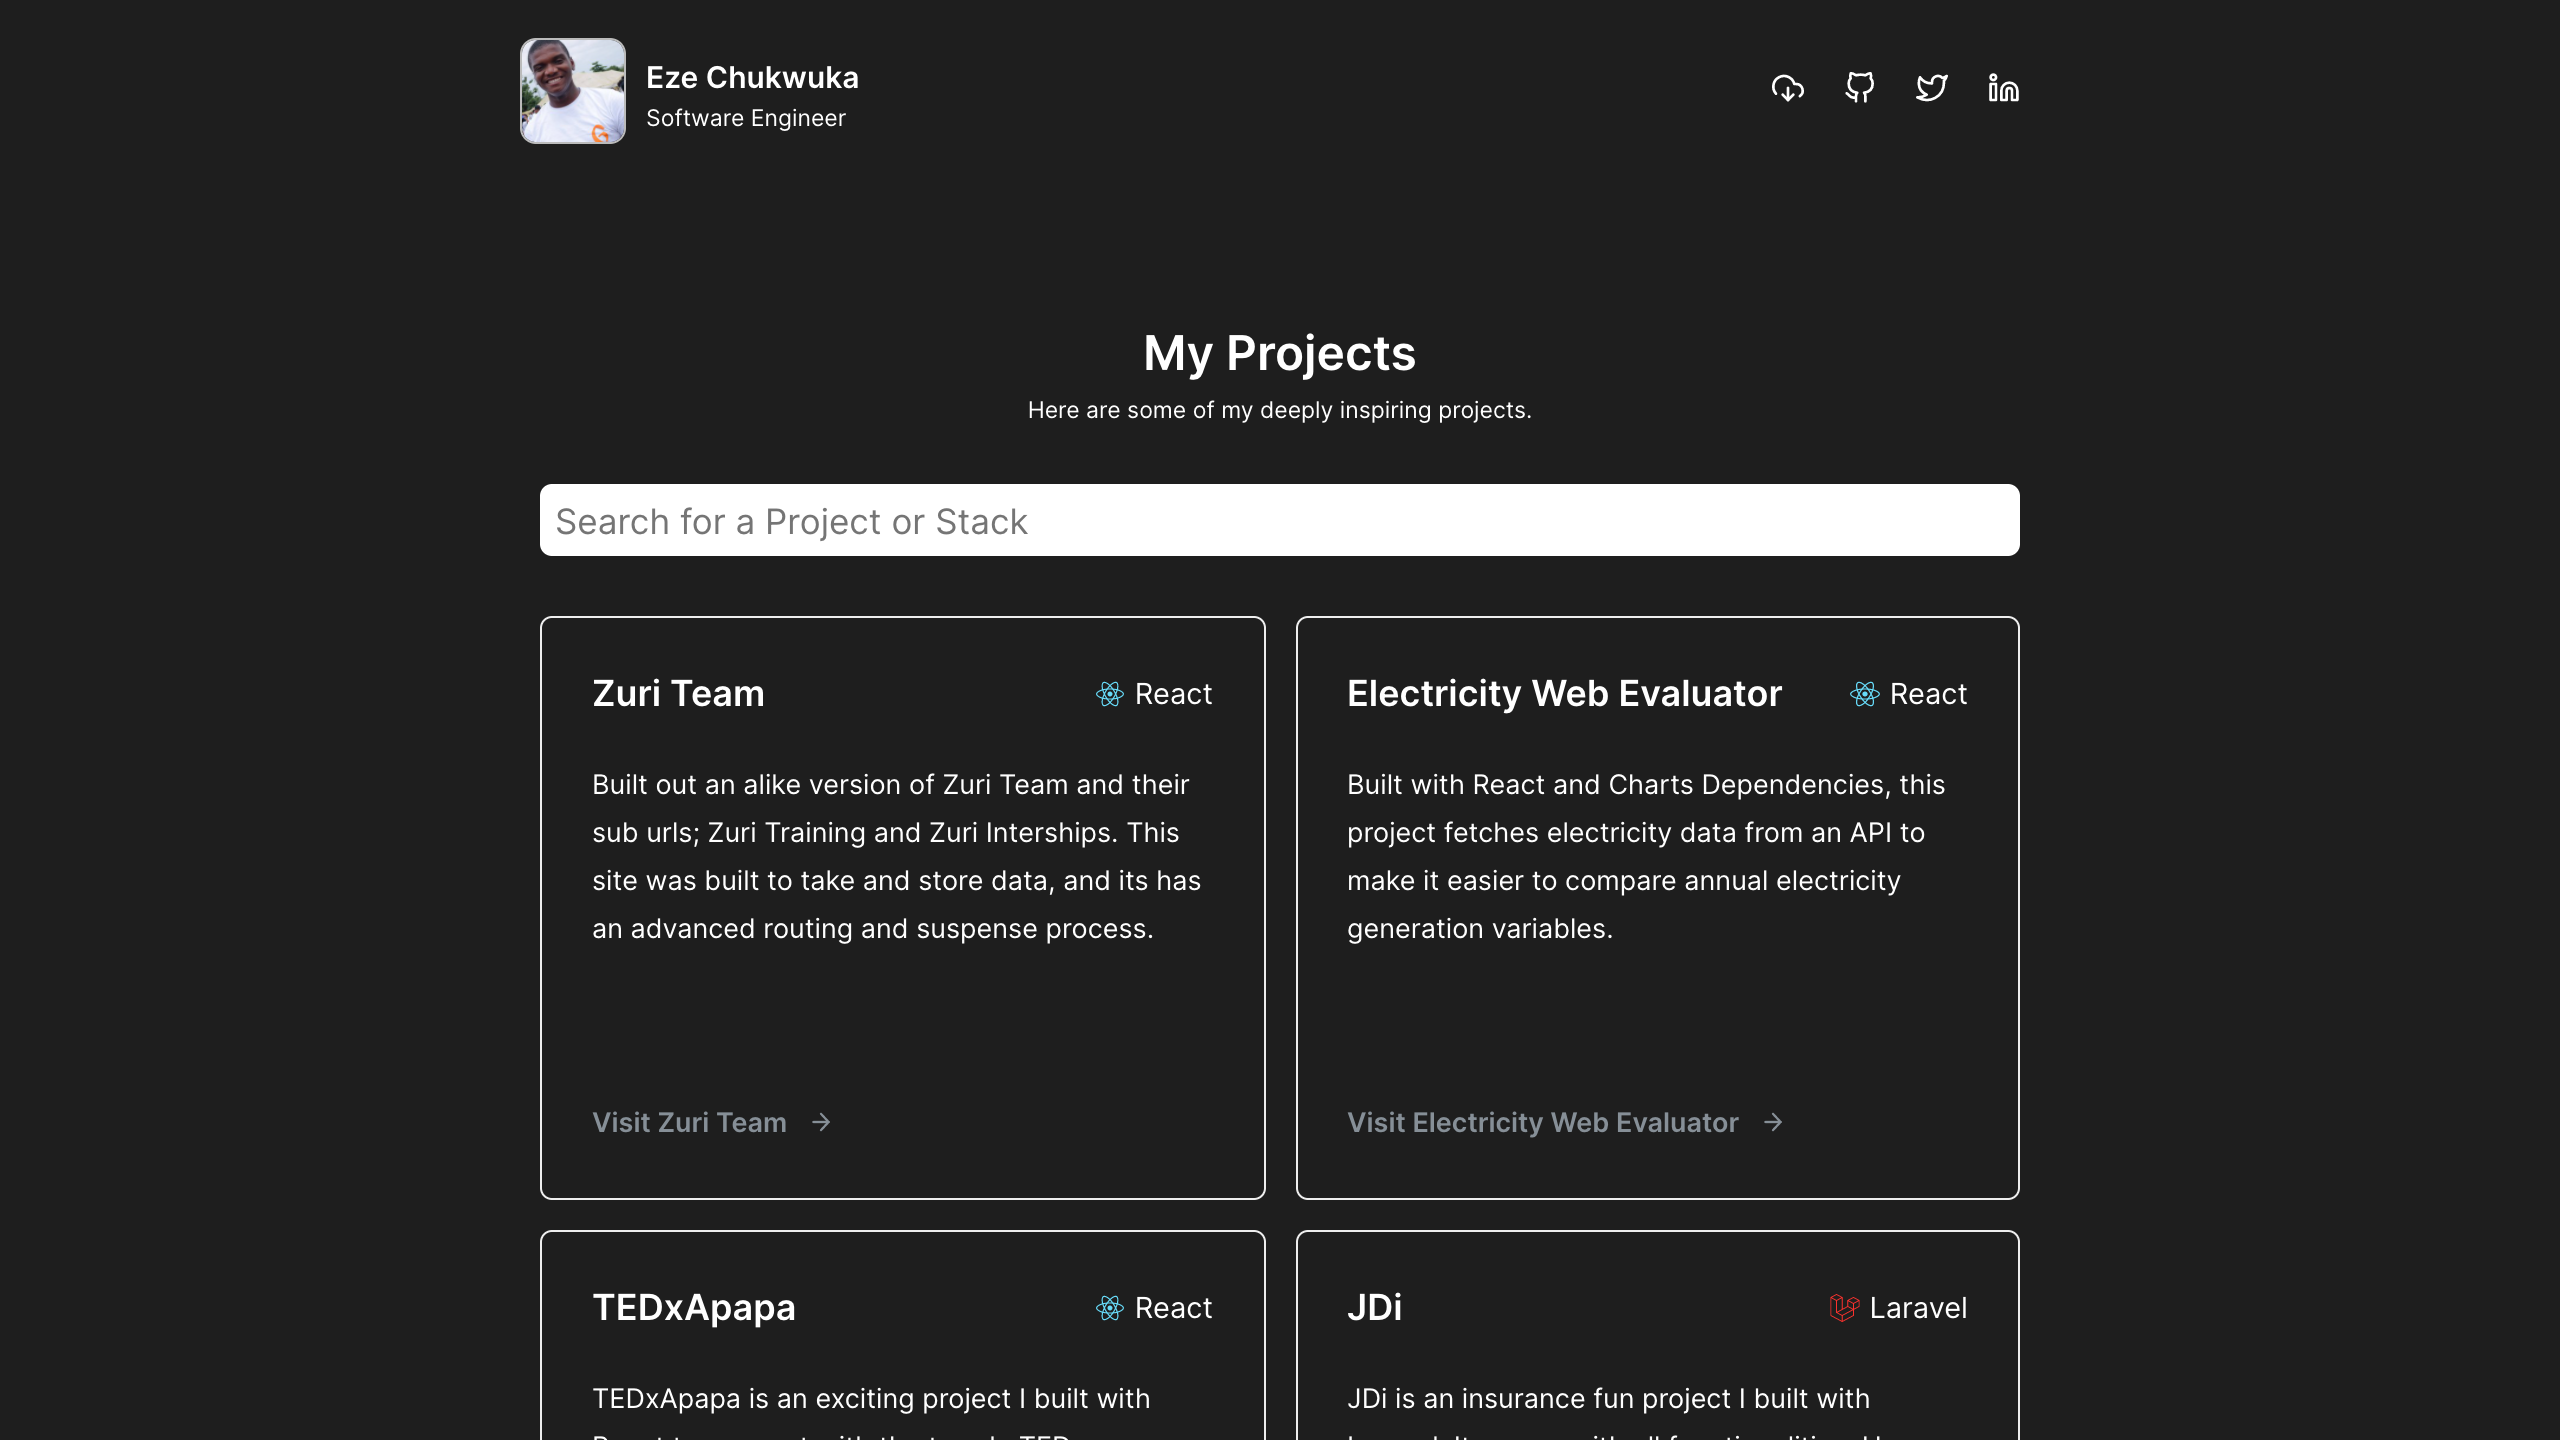 Eze Chukwuka
Software Engineer
My Projects
Here are some of my deeply inspiring projects.
Search for a Project or Stack
Zuri Team
React
Built out an alike version of Zuri Team and their
sub urls; Zuri Training and Zuri Interships. This
site was built to take and store data, and its has
an advanced routing and suspense process.
Visit Zuri Team
Electricity Web Evaluator
React
Built with React and Charts Dependencies, this
project fetches electricity data from an API to
make it easier to compare annual electricity
generation variables.
Visit Electricity Web Evaluator
TEDxApapa
React
TEDxApapa is an exciting project I built with
JDi
Laravel
JDi is an insurance fun project I built with